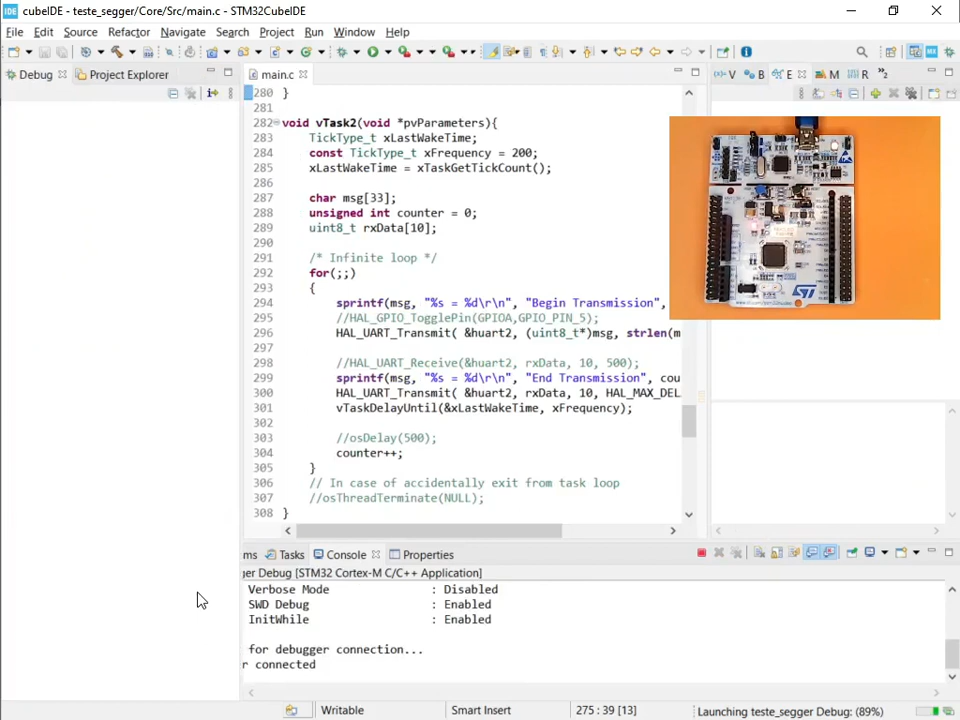 IDE cubeIDE - teste_segger/Core/Src/main.c - STM32CubeIDE
File Edit Source Refactor Navigate Search Project Run Window Help
Debug Project Explorer main.c V B E M R 2
280 }
281
282 void vTask2(void *pvParameters){
283 TickType_t xLastWakeTime;
284 const TickType_t xFrequency = 200;
285 xLastWakeTime = xTaskGetTickCount();
286
287 char msg[33];
288 unsigned int counter = 0;
289 uint8_t rxData[10];
290
291 /* Infinite loop */
292 for(;;)
293 {
294 sprintf(msg, "%s = %d\r\n", "Begin Transmission",
295 //HAL_GPIO_TogglePin(GPIOA,GPIO_PIN_5);
296 HAL_UART_Transmit( &huart2, (uint8_t*)msg, strlen(m
297
298 //HAL_UART_Receive(&huart2, rxData, 10, 500);
299 sprintf(msg, "%s = %d\r\n", "End Transmission", cou
300 HAL_UART_Transmit( &huart2, rxData, 10, HAL_MAX_DEL
301 vTaskDelayUntil(&xLastWakeTime, xFrequency);
302
303 //osDelay(500);
304 counter++;
305 }
306 // In case of accidentally exit from task loop
307 //osThreadTerminate(NULL);
308 }
ms Tasks Console Properties
ger Debug [STM32 Cortex-M C/C++ Application]
Verbose Mode : Disabled
SWD Debug : Enabled
InitWhile : Enabled
for debugger connection...
r connected
Writable Smart Insert 275 : 39 [13] Launching teste_segger Debug: (89%)